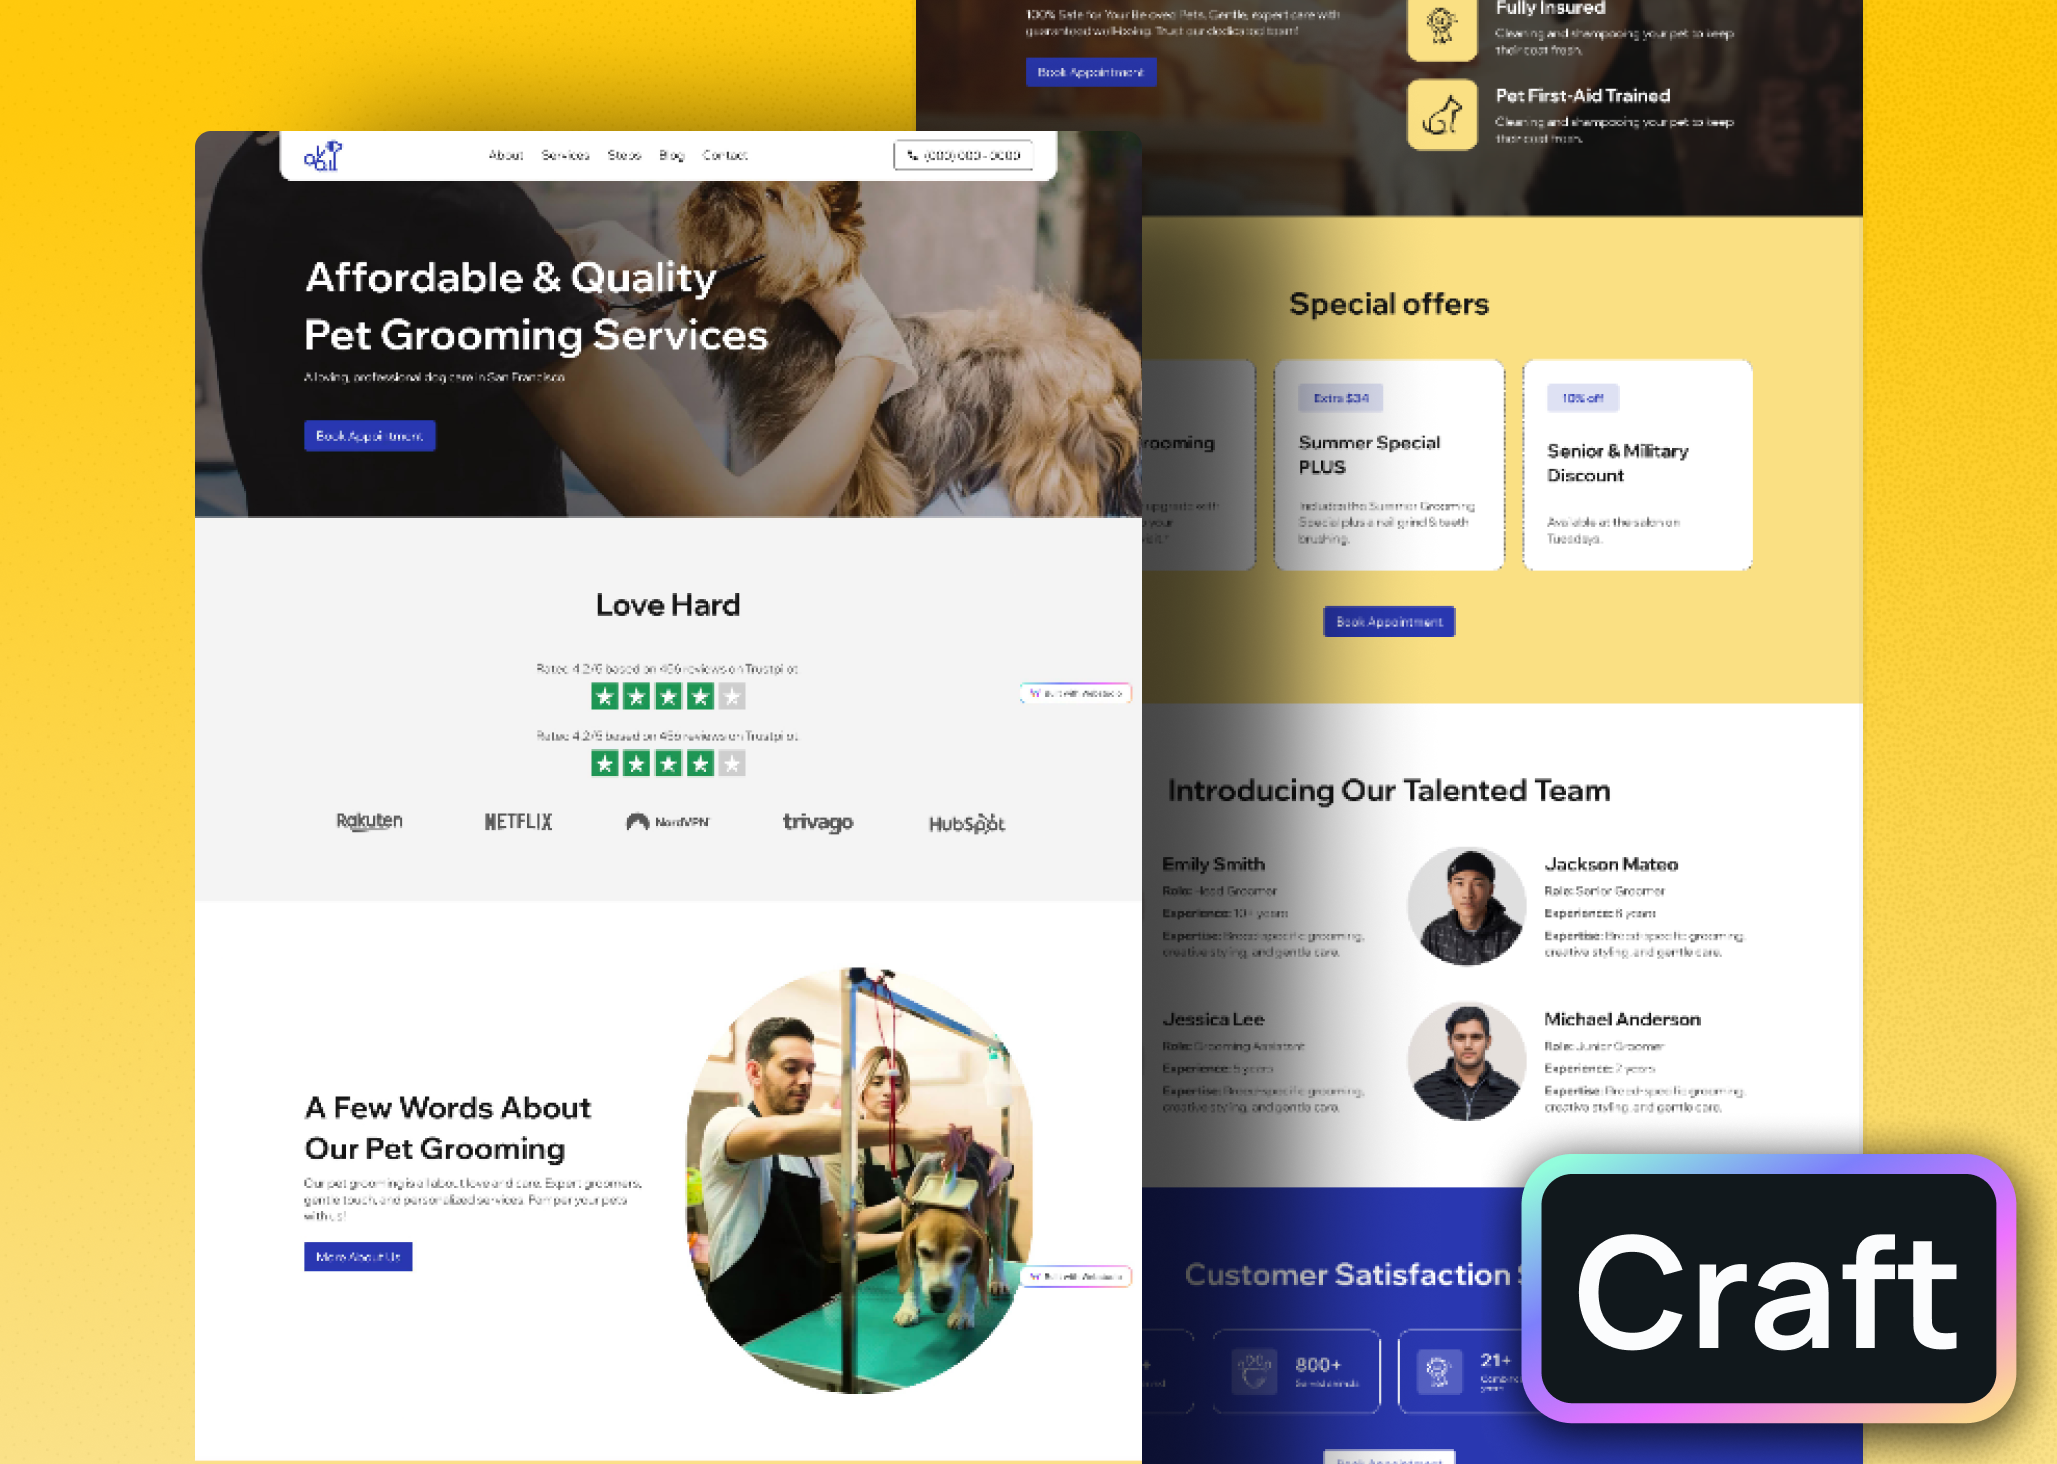 About Services Steps Blog Contact
(000) 000 - 0000
Affordable & Quality
Pet Grooming Services
A loving, professional dog care in San Francisco
Book Appointment
Love Hard
Rated 4.2/5 based on 456 reviews on Trustpilot
Rated 4.2/5 based on 456 reviews on Trustpilot
Rakuten NETFLIX NordVPN trivago HubSpot
Built with Webstudio
A Few Words About
Our Pet Grooming
Our pet grooming is all about love and care. Expert groomers,
gentle touch, and personalized services. Pamper your pets
with us!
More About Us
Built with Webstudio
100% Safe for Your Beloved Pets. Gentle, expert care with
guaranteed well-being. Trust our dedicated team!
Book Appointment
Fully Insured
Cleaning and shampooing your pet to keep
their coat fresh.
Pet First-Aid Trained
Cleaning and shampooing your pet to keep
their coat fresh.
Special offers
rooming
upgrade with
your
Extra $34
Summer Special
PLUS
Includes the Summer Grooming
Special plus a nail grind & teeth
brushing.
10% off
Senior & Military
Discount
Available at the salon on
Tuesdays.
Book Appointment
Introducing Our Talented Team
Emily Smith
Role: Head Groomer
Experience: 10+ years
Expertise: Breed-specific grooming,
creative styling, and gentle care.
Jackson Mateo
Role: Senior Groomer
Experience: 6 years
Expertise: Breed-specific grooming,
creative styling, and gentle care.
Jessica Lee
Role: Grooming Assistant
Experience: 5 years
Expertise: Breed-specific grooming,
creative styling, and gentle care.
Michael Anderson
Role: Junior Groomer
Experience: 7 years
Expertise: Breed-specific grooming,
creative styling, and gentle care.
Customer Satisfaction
800+
21+
years
Book Appointment
Craft